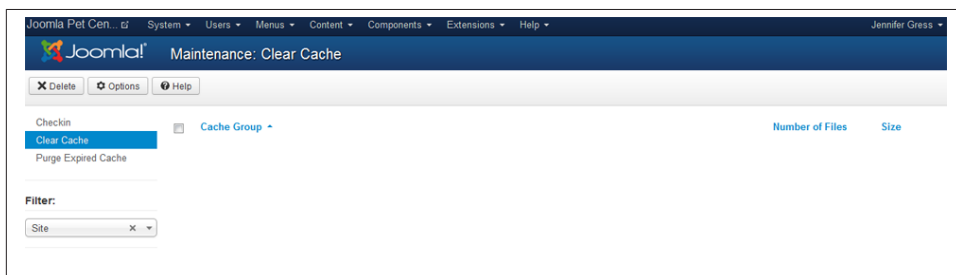 Joomla Pet Cen... System Users Menus Content Components Extensions Help Jennifer Gress
Joomla! Maintenance: Clear Cache
Delete Options Help
Checkin
Cache Group Number of Files Size
Clear Cache
Purge Expired Cache
Filter:
Site